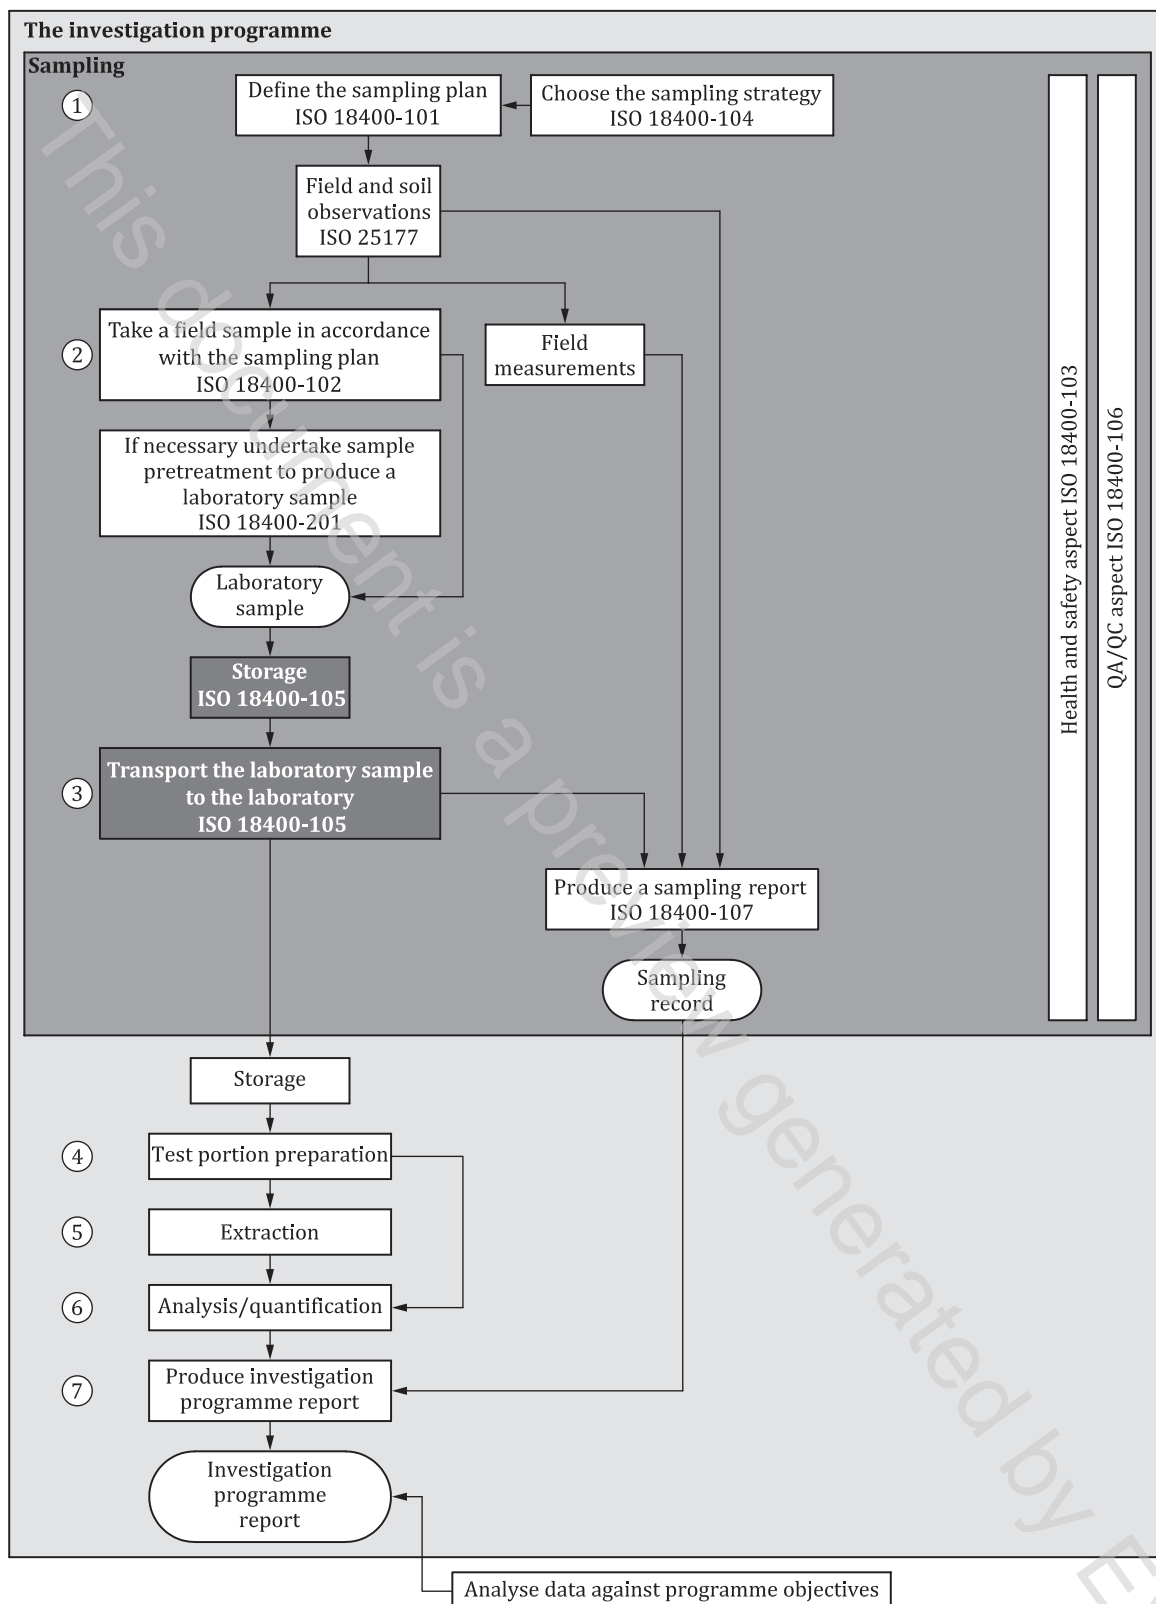 The investigation programme
Sampling
1
Define the sampling plan
ISO 18400-101
Choose the sampling strategy
ISO 18400-104
Field and soil
observations
ISO 25177
2
Take a field sample in accordance
with the sampling plan
ISO 18400-102
Field
measurements
If necessary undertake sample
pretreatment to produce a
laboratory sample
ISO 18400-201
Laboratory
sample
Storage
ISO 18400-105
3
Transport the laboratory sample
to the laboratory
ISO 18400-105
Produce a sampling report
ISO 18400-107
Sampling
record
Health and safety aspect ISO 18400-103
QA/QC aspect ISO 18400-106
Storage
4
Test portion preparation
5
Extraction
6
Analysis/quantification
7
Produce investigation
programme report
Investigation
programme
report
Analyse data against programme objectives
This document is a preview generated by